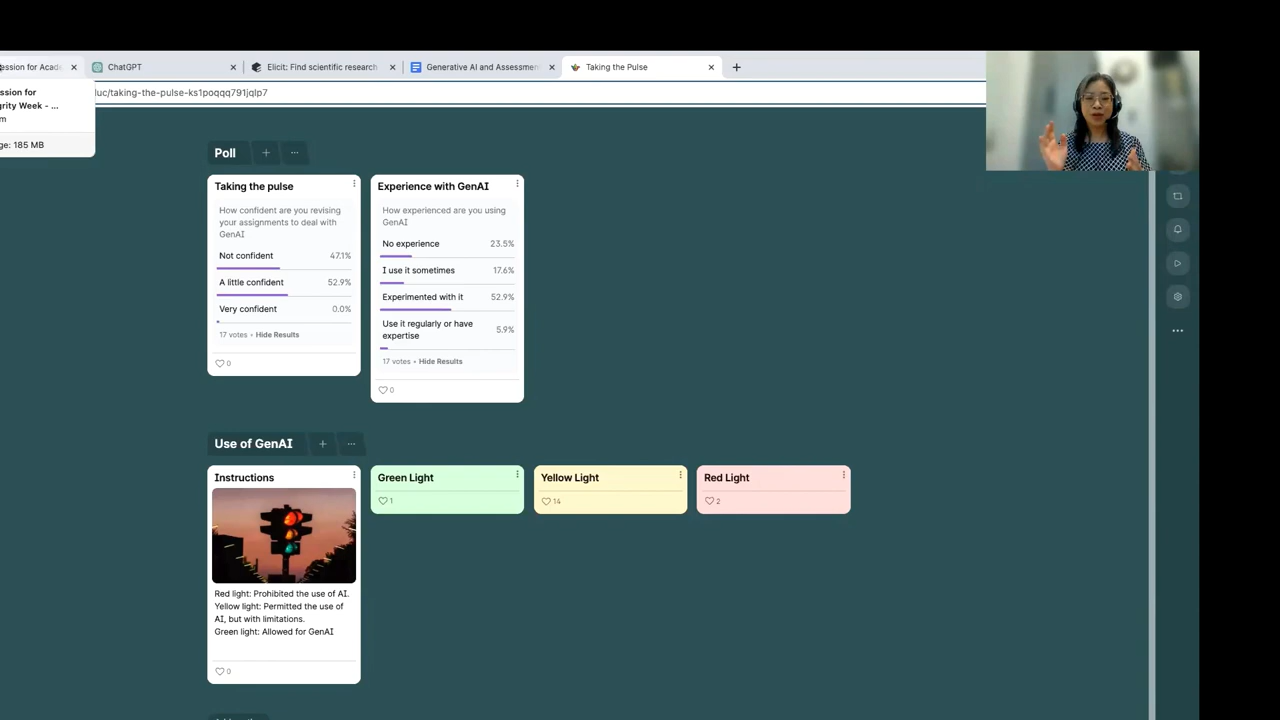 ession for Acade
ChatGPT
Elicit: Find scientific research
Generative AI and Assessmen
Taking the Pulse
ssion for
grity Week - ...
m
ge: 185 MB
luc/taking-the-pulse-ks1poqqq791jqlp7
Poll
Taking the pulse
How confident are you revising
your assignments to deal with
GenAI
Not confident 47.1%
A little confident 52.9%
Very confident 0.0%
17 votes • Hide Results
0
Experience with GenAI
How experienced are you using
GenAI
No experience 23.5%
I use it sometimes 17.6%
Experimented with it 52.9%
Use it regularly or have
expertise 5.9%
17 votes • Hide Results
0
Use of GenAI
Instructions
Red light: Prohibited the use of AI.
Yellow light: Permitted the use of
AI, but with limitations.
Green light: Allowed for GenAI
0
Green Light
1
Yellow Light
14
Red Light
2